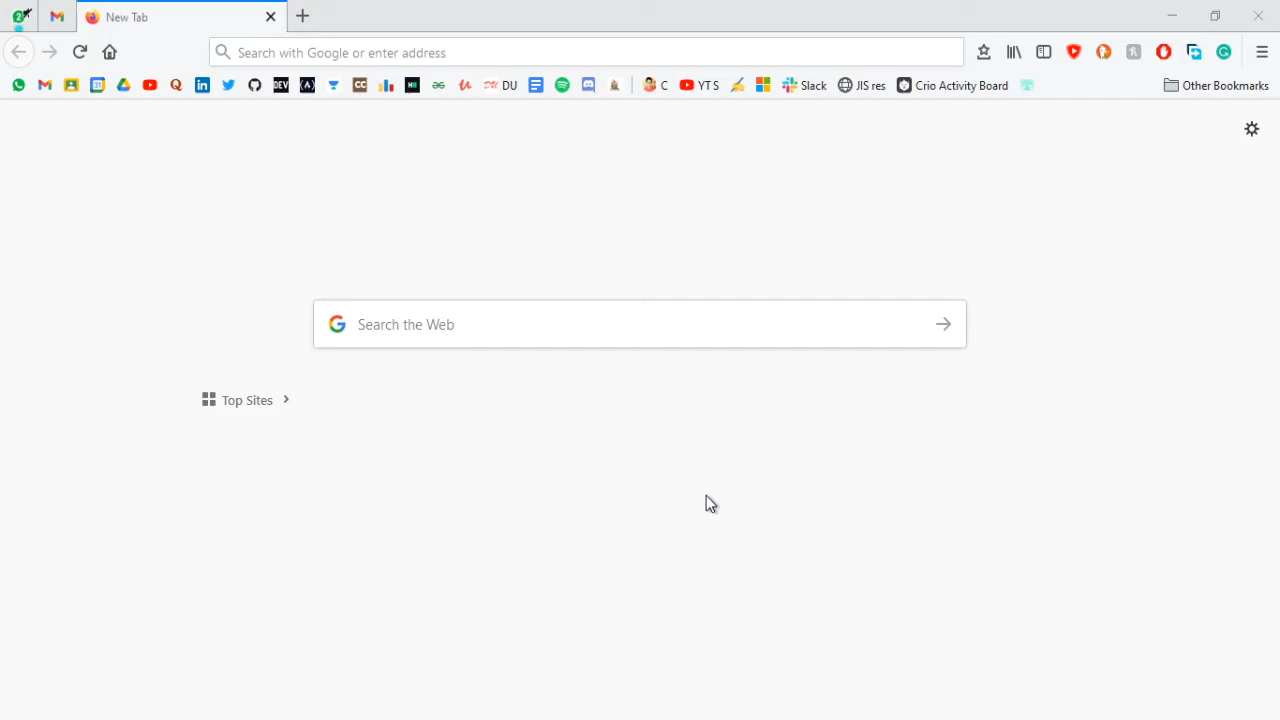 New Tab
Search with Google or enter address
DU
C
YT S
Slack
JIS res
Crio Activity Board
Other Bookmarks
Search the Web
Top Sites